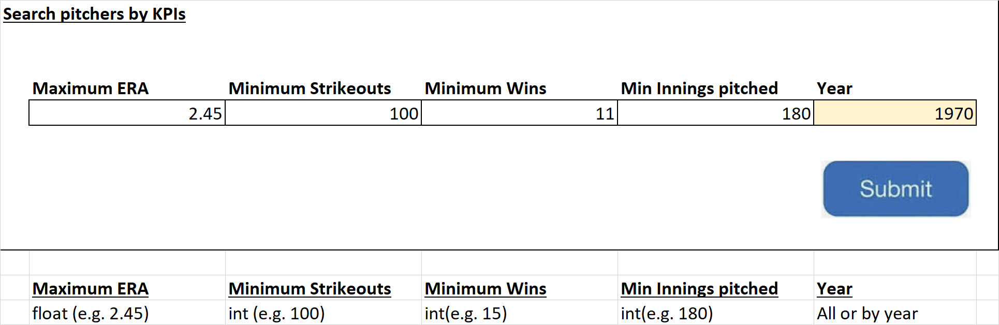 Search pitchers by KPIs
Maximum ERA Minimum Strikeouts Minimum Wins Min Innings pitched Year
2.45 100 11 180 1970
Submit
Maximum ERA Minimum Strikeouts Minimum Wins Min Innings pitched Year
float (e.g. 2.45) int (e.g. 100) int(e.g. 15) int(e.g. 180) All or by year